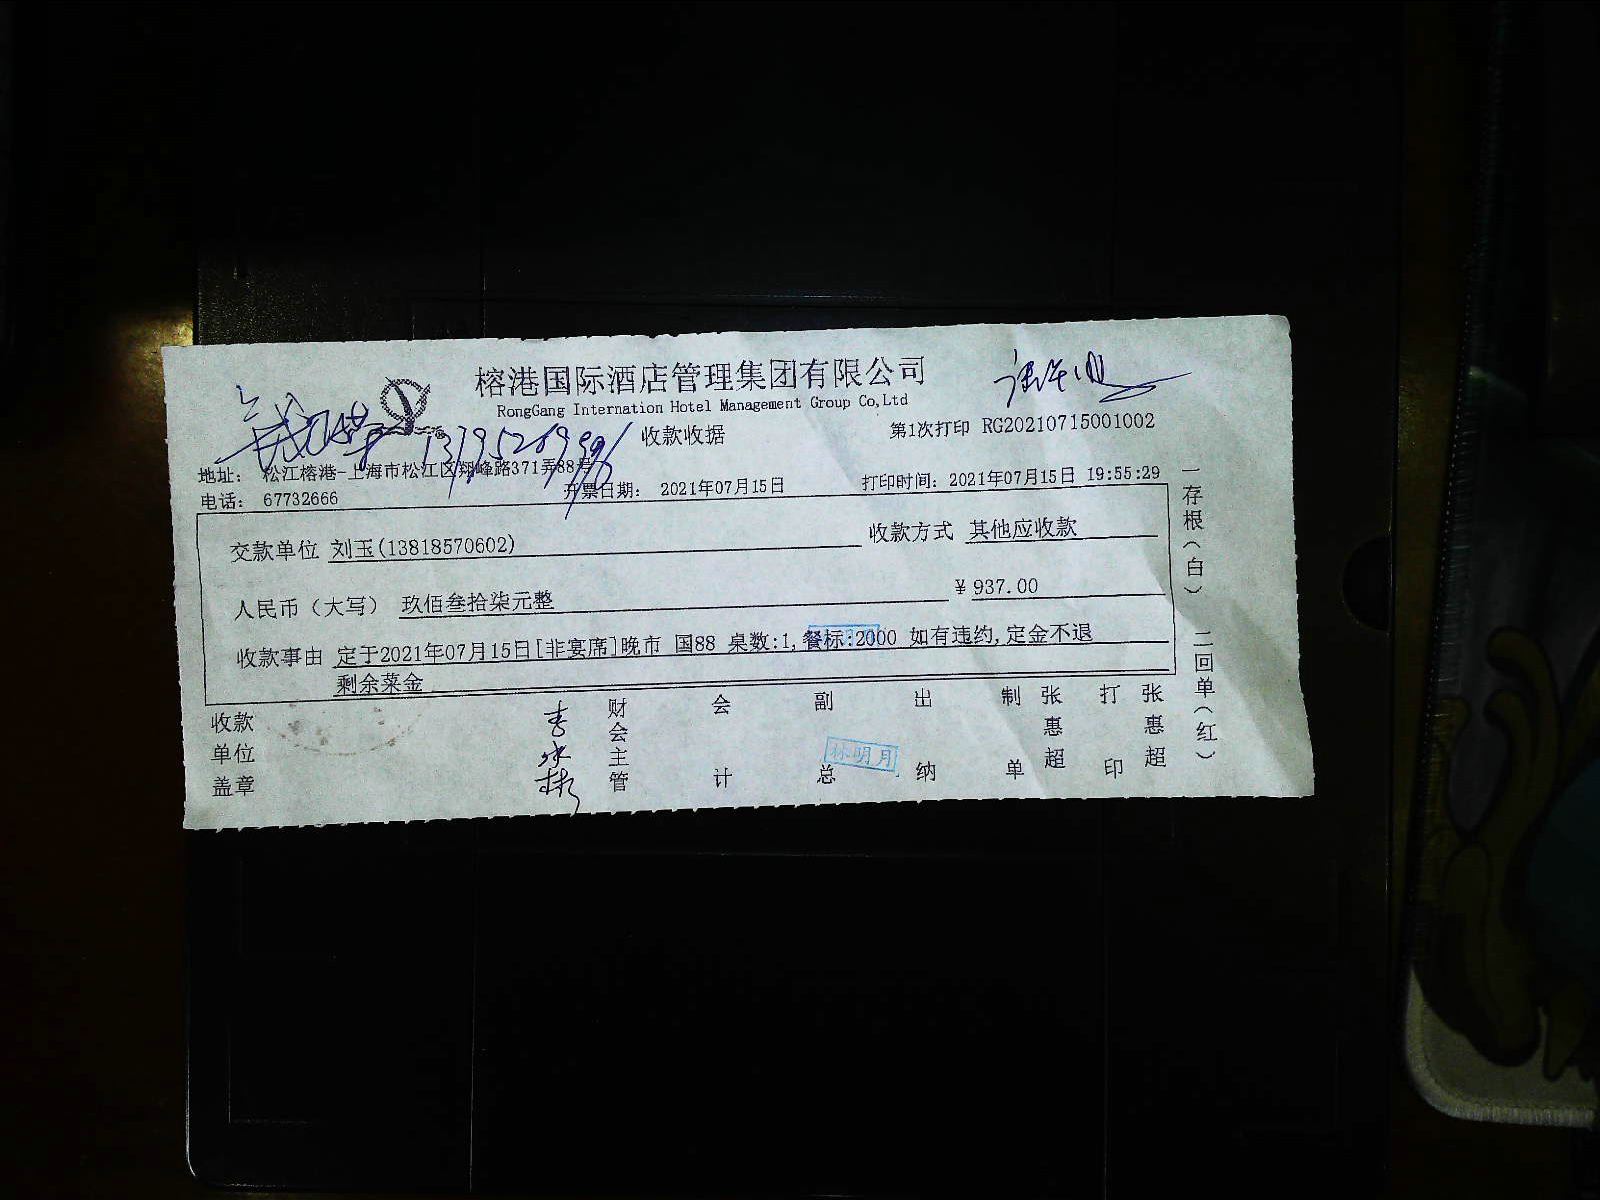 榕港国际酒店管理集团有限公司
RongGang Internation Hotel Management Group Co,Ltd
收款收据
第1次打印 RG20210715001002
地址: 松江榕港-上海市松江区翔峰路371弄88号
电话: 67732666
开票日期: 2021年07月15日
打印时间: 2021年07月15日 19:55:29
交款单位 刘玉(13818570602)
收款方式 其他应收款
人民币（大写） 玖佰叁拾柒元整
¥ 937.00
收款事由 定于2021年07月15日[非宴席]晚市 国88 桌数:1,餐标:2000 如有违约,定金不退
剩余菜金
收款单位盖章
财会主管
会计
副总
林明月
出纳
制单
张惠超
打印
张惠超
一存根（白） 二回单（红）